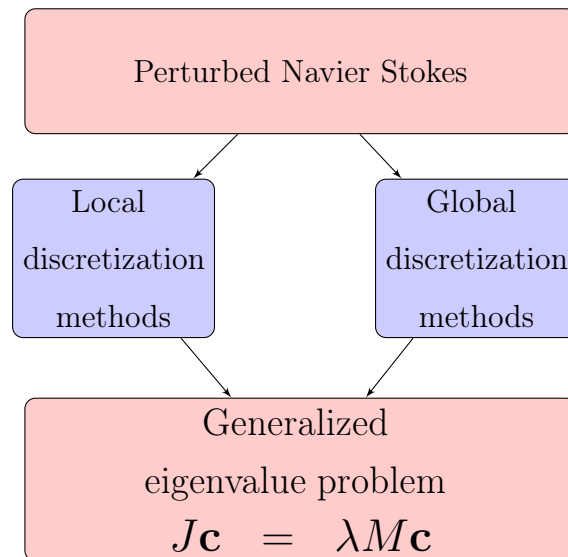 Perturbed Navier Stokes
Local
discretization
methods
Global
discretization
methods
Generalized
eigenvalue problem
J𝐜 = λM𝐜